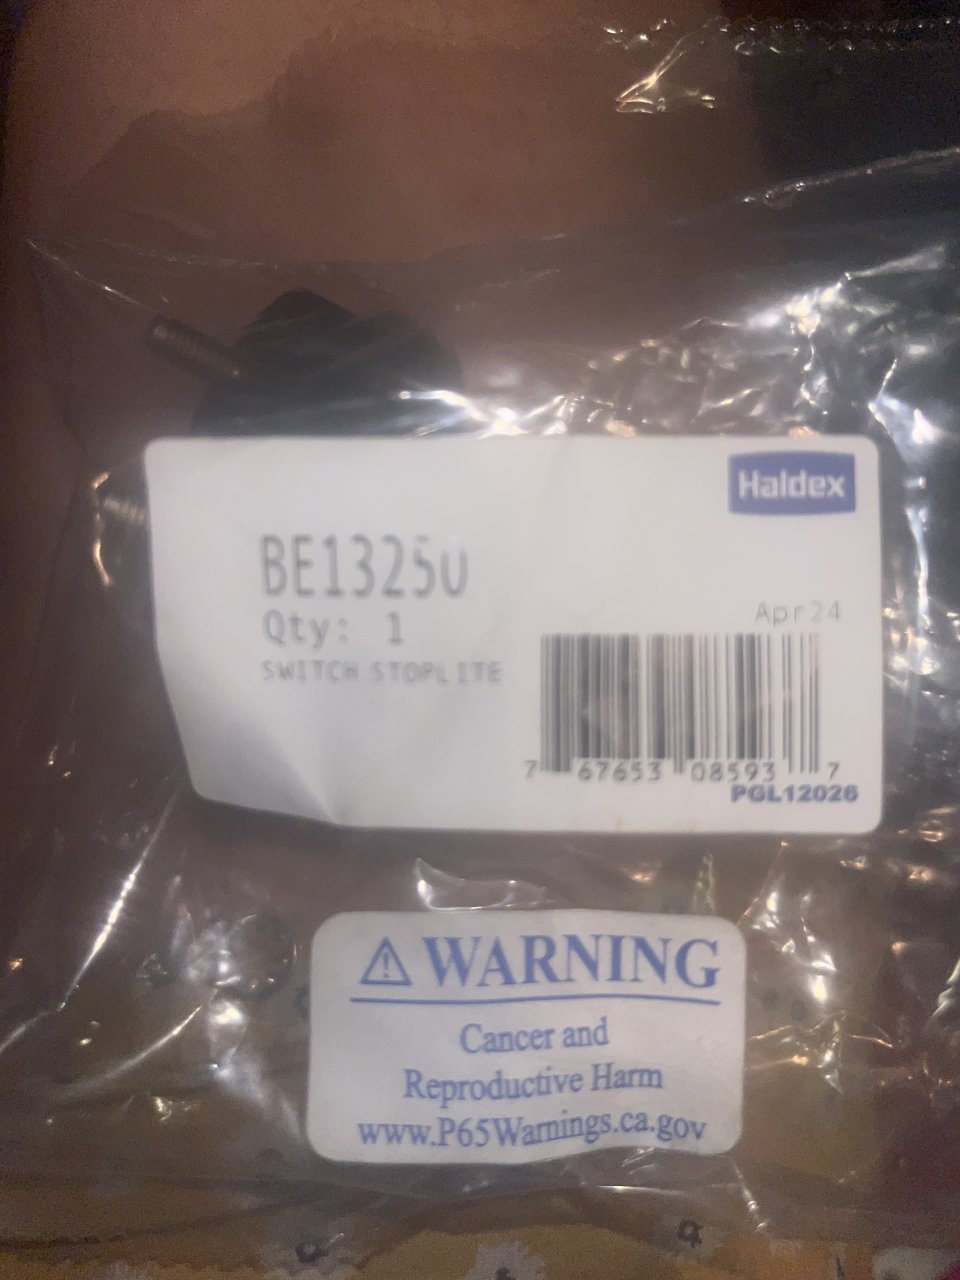 Haldex
BE13250
Apr24
Qty: 1
SWITCH STOPLITE
7 67653 08593 7
PGL12026
WARNING
Cancer and
Reproductive Harm
www.P65Warnings.ca.gov